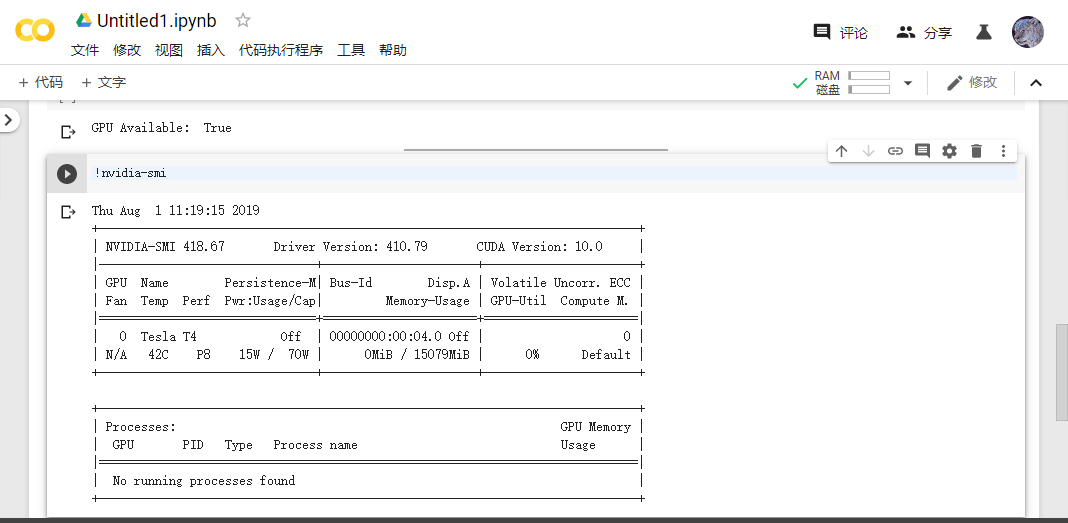 Untitled1.ipynb
文件 修改 视图 插入 代码执行程序 工具 帮助
评论 分享
+ 代码 + 文字
RAM
磁盘
修改
GPU Available: True
!nvidia-smi
Thu Aug  1 11:19:15 2019
NVIDIA-SMI 418.67       Driver Version: 410.79       CUDA Version: 10.0
GPU  Name        Persistence-M| Bus-Id        Disp.A | Volatile Uncorr. ECC
Fan  Temp  Perf  Pwr:Usage/Cap|         Memory-Usage | GPU-Util  Compute M.
0  Tesla T4            Off  | 00000000:00:04.0 Off |                    0
N/A   42C    P8    15W /  70W |      0MiB / 15079MiB |      0%      Default
Processes:                                                       GPU Memory
GPU       PID   Type   Process name                             Usage
No running processes found